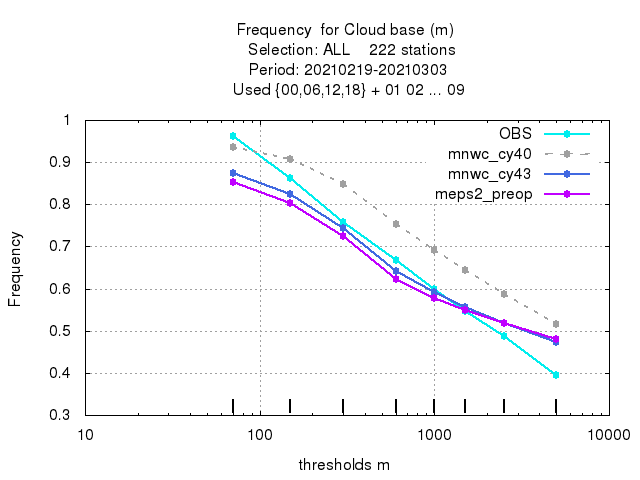 Frequency  for Cloud base (m)
Selection: ALL    222 stations
Period: 20210219-20210303
Used {00,06,12,18} + 01 02 ... 09
OBS
mnwc_cy40
mnwc_cy43
meps2_preop
1
0.9
0.8
0.7
0.6
0.5
0.4
0.3
Frequency
10
100
1000
10000
thresholds m